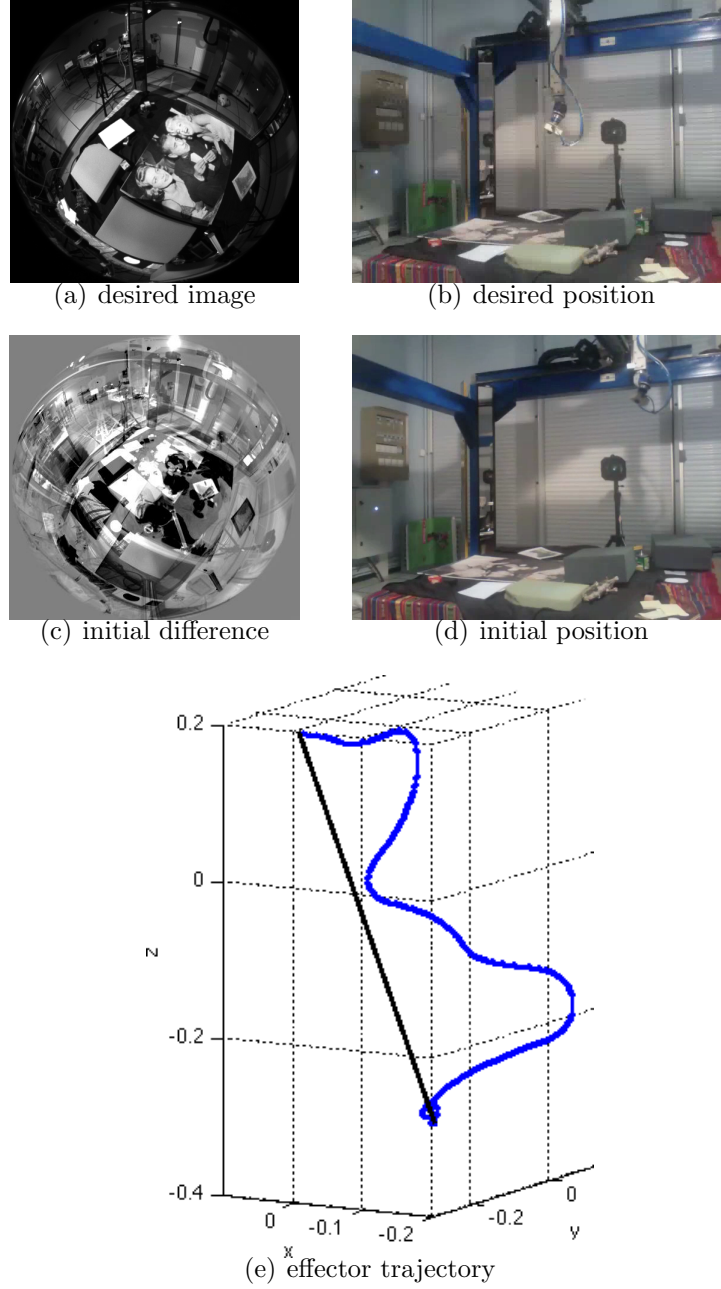 (a) desired image
(b) desired position
(c) initial difference
(d) initial position
0.2
0
-0.2
-0.4
z
0
-0.1
-0.2
x
-0.2
0
y
(e) effector trajectory